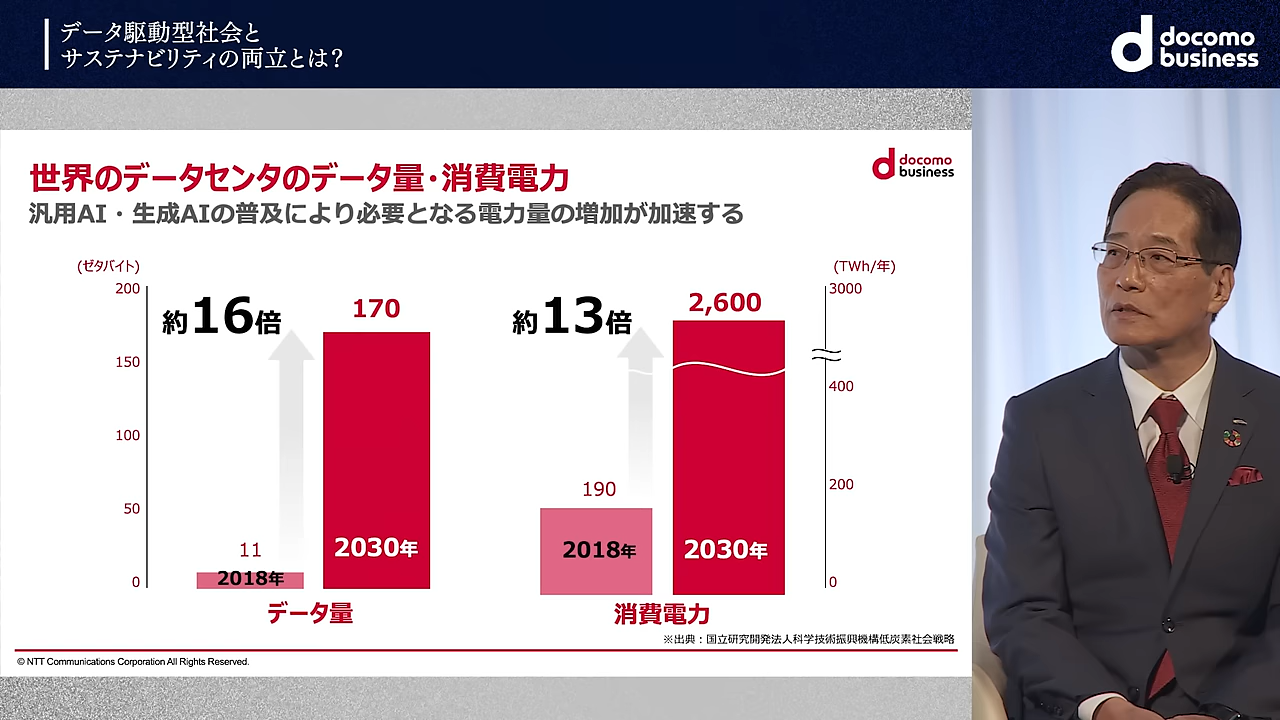 データ駆動型社会と
サステナビリティの両立とは?
docomo
business
世界のデータセンタのデータ量・消費電力
docomo
business
汎用AI・生成AIの普及により必要となる電力量の増加が加速する
(ゼタバイト)
200
150
100
50
0
約16倍
170
11
2018年
2030年
データ量
約13倍
2,600
190
2018年
2030年
消費電力
(TWh/年)
3000
400
200
0
※出典:国立研究開発法人科学技術振興機構低炭素社会戦略
© NTT Communications Corporation All Rights Reserved.